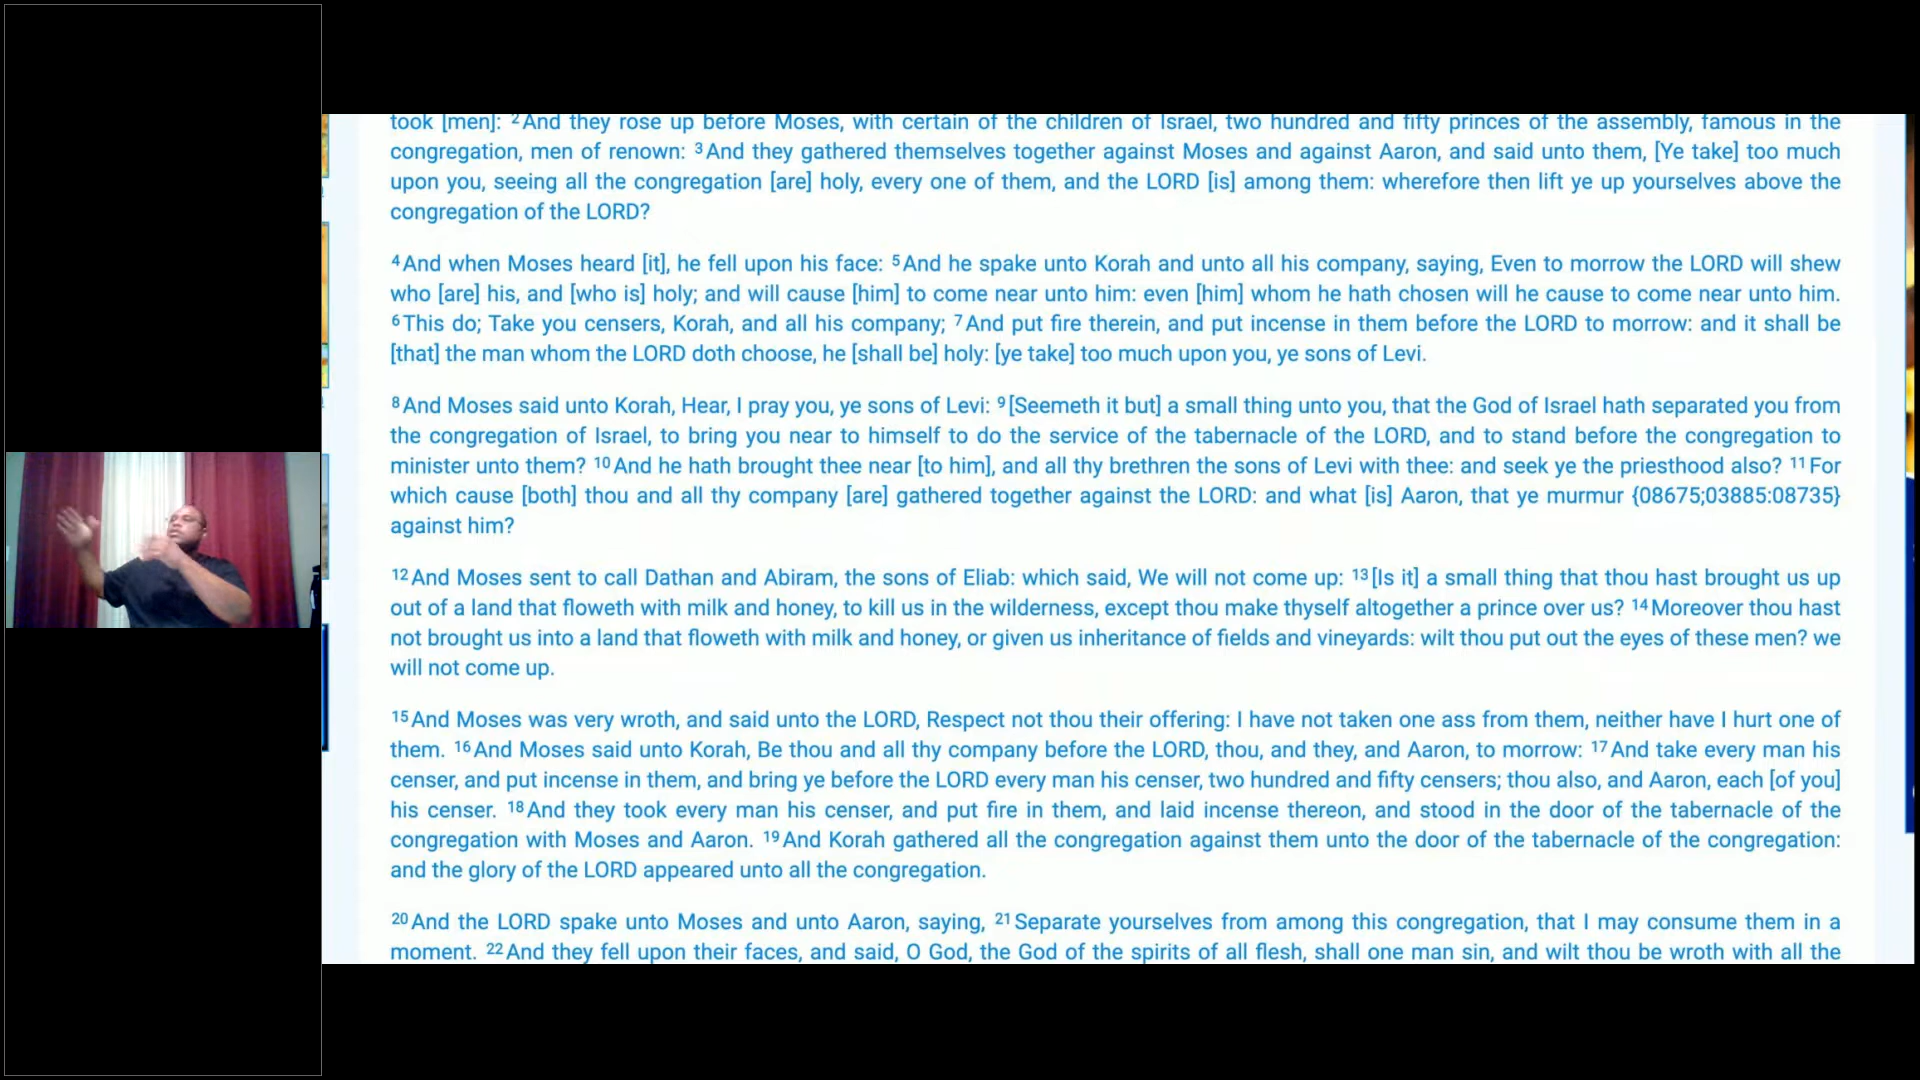 took [men]: 2And they rose up before Moses, with certain of the children of Israel, two hundred and fifty princes of the assembly, famous in the
congregation, men of renown: 3And they gathered themselves together against Moses and against Aaron, and said unto them, [Ye take] too much
upon you, seeing all the congregation [are] holy, every one of them, and the LORD [is] among them: wherefore then lift ye up yourselves above the
congregation of the LORD?
4And when Moses heard [it], he fell upon his face: 5And he spake unto Korah and unto all his company, saying, Even to morrow the LORD will shew
who [are] his, and [who is] holy; and will cause [him] to come near unto him: even [him] whom he hath chosen will he cause to come near unto him.
6This do; Take you censers, Korah, and all his company; 7And put fire therein, and put incense in them before the LORD to morrow: and it shall be
[that] the man whom the LORD doth choose, he [shall be] holy: [ye take] too much upon you, ye sons of Levi.
8And Moses said unto Korah, Hear, I pray you, ye sons of Levi: 9[Seemeth it but] a small thing unto you, that the God of Israel hath separated you from
the congregation of Israel, to bring you near to himself to do the service of the tabernacle of the LORD, and to stand before the congregation to
minister unto them? 10And he hath brought thee near [to him], and all thy brethren the sons of Levi with thee: and seek ye the priesthood also? 11For
which cause [both] thou and all thy company [are] gathered together against the LORD: and what [is] Aaron, that ye murmur {08675;03885:08735}
against him?
12And Moses sent to call Dathan and Abiram, the sons of Eliab: which said, We will not come up: 13[Is it] a small thing that thou hast brought us up
out of a land that floweth with milk and honey, to kill us in the wilderness, except thou make thyself altogether a prince over us? 14Moreover thou hast
not brought us into a land that floweth with milk and honey, or given us inheritance of fields and vineyards: wilt thou put out the eyes of these men? we
will not come up.
15And Moses was very wroth, and said unto the LORD, Respect not thou their offering: I have not taken one ass from them, neither have I hurt one of
them. 16And Moses said unto Korah, Be thou and all thy company before the LORD, thou, and they, and Aaron, to morrow: 17And take every man his
censer, and put incense in them, and bring ye before the LORD every man his censer, two hundred and fifty censers; thou also, and Aaron, each [of you]
his censer. 18And they took every man his censer, and put fire in them, and laid incense thereon, and stood in the door of the tabernacle of the
congregation with Moses and Aaron. 19And Korah gathered all the congregation against them unto the door of the tabernacle of the congregation:
and the glory of the LORD appeared unto all the congregation.
20And the LORD spake unto Moses and unto Aaron, saying, 21Separate yourselves from among this congregation, that I may consume them in a
moment. 22And they fell upon their faces, and said, O God, the God of the spirits of all flesh, shall one man sin, and wilt thou be wroth with all the